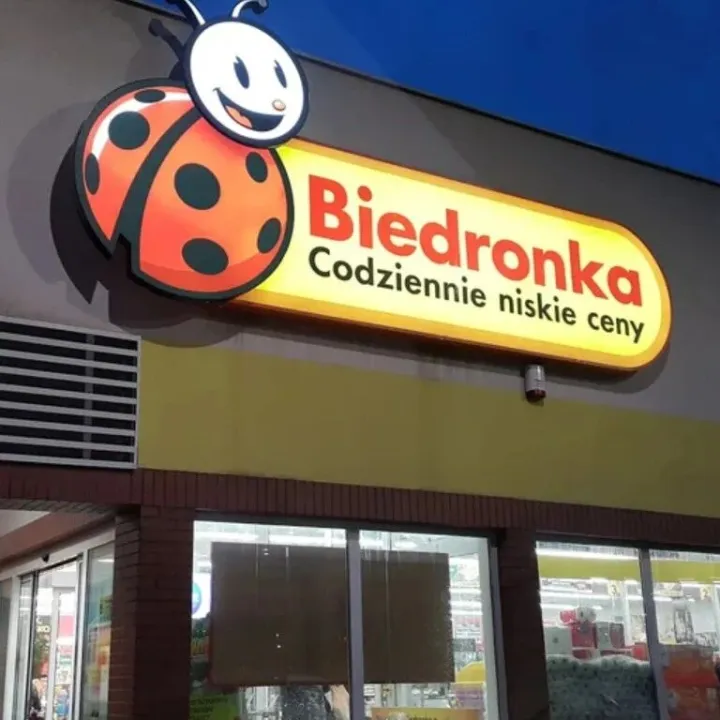 Biedronka
Codziennie niskie ceny